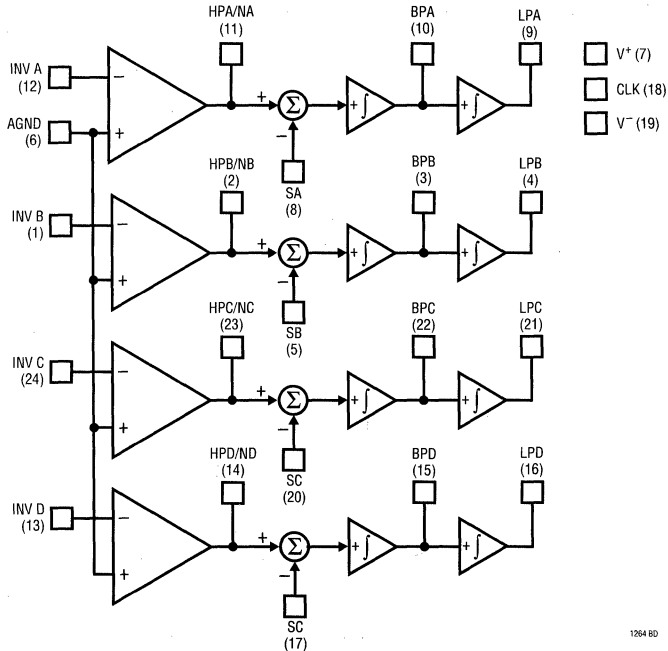 HPA/NA
(11)
BPA
(10)
LPA
(9)
V+ (7)
CLK (18)
V− (19)
INV A
(12)
AGND
(6)
− + + Σ − +∫ +∫
SA
(8)
HPB/NB
(2)
BPB
(3)
LPB
(4)
INV B
(1)
− + + Σ − +∫ +∫
SB
(5)
HPC/NC
(23)
BPC
(22)
LPC
(21)
INV C
(24)
− + + Σ − +∫ +∫
SC
(20)
HPD/ND
(14)
BPD
(15)
LPD
(16)
INV D
(13)
− + + Σ − +∫ +∫
SC
(17)
1264 BD